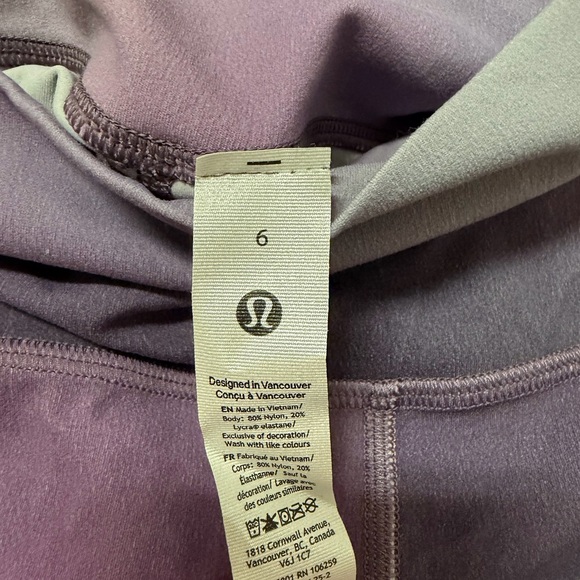 6
Designed in Vancouver
Conçu à Vancouver
EN Made in Vietnam/
Body: 80% Nylon, 20%
Lycra® elastane/
Exclusive of decoration/
Wash with like colours
FR Fabriqué au Vietnam/
Corps: 80% Nylon, 20%
Élasthanne/ Sauf la
décoration/ Lavage avec
des couleurs similaires
1818 Cornwall Avenue,
Vancouver, BC, Canada
V6J 1C7
RN 106259